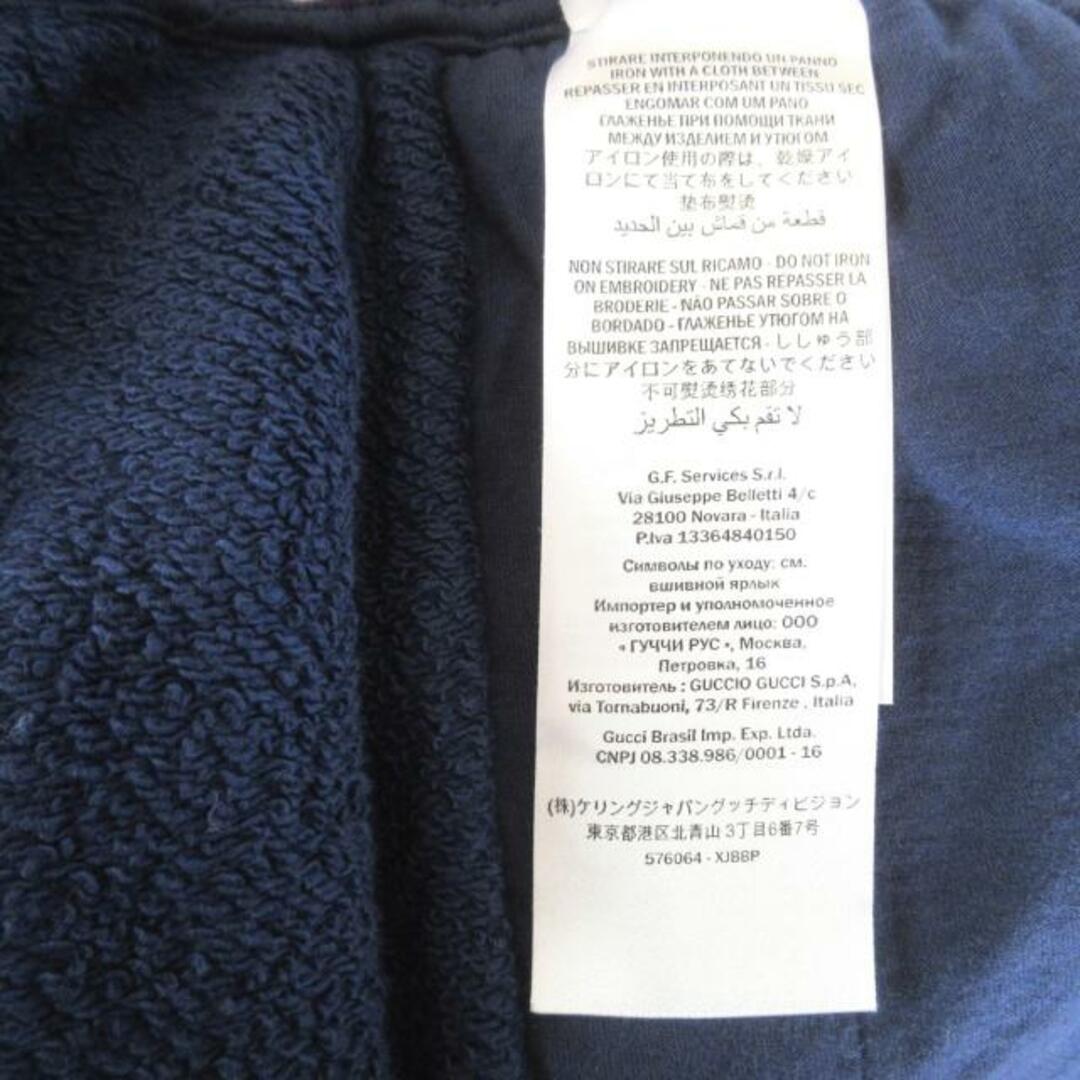 STIRARE INTERPONENDO UN PANNO
IRON WITH A CLOTH BETWEEN
REPASSER EN INTERPOSANT UN TISSU SEC
ENGOMAR COM UM PANO
ГЛАЖЕНЬЕ ПРИ ПОМОЩИ ТКАНИ
МЕЖДУ ИЗДЕЛИЕМ И УТЮГОМ
アイロン使用の際は、乾燥アイ
ロンにて当て布をしてください
垫布熨烫
قطعة من قماش بين الحديد
NON STIRARE SUL RICAMO - DO NOT IRON
ON EMBROIDERY - NE PAS REPASSER LA
BRODERIE - NÃO PASSAR SOBRE O
BORDADO - ГЛАЖЕНЬЕ УТЮГОМ НА
ВЫШИВКЕ ЗАПРЕЩАЕТСЯ - ししゅう部
分にアイロンをあてないでください
不可熨烫绣花部分
لا تقم بكي التطريز
G.F. Services S.r.l.
Via Giuseppe Belletti 4/c
28100 Novara - Italia
P.Iva 13364840150
Символы по уходу: см.
вшивной ярлык
Импортер и уполномоченное
изготовителем лицо: ООО
« ГУЧЧИ РУС », Москва,
Петровка, 16
Изготовитель : GUCCIO GUCCI S.p.A,
via Tornabuoni, 73/R Firenze , Italia
Gucci Brasil Imp. Exp. Ltda.
CNPJ 08.338.986/0001 - 16
(株)ケリングジャパングッチディビジョン
東京都港区北青山3丁目6番7号
576064 - XJBBP